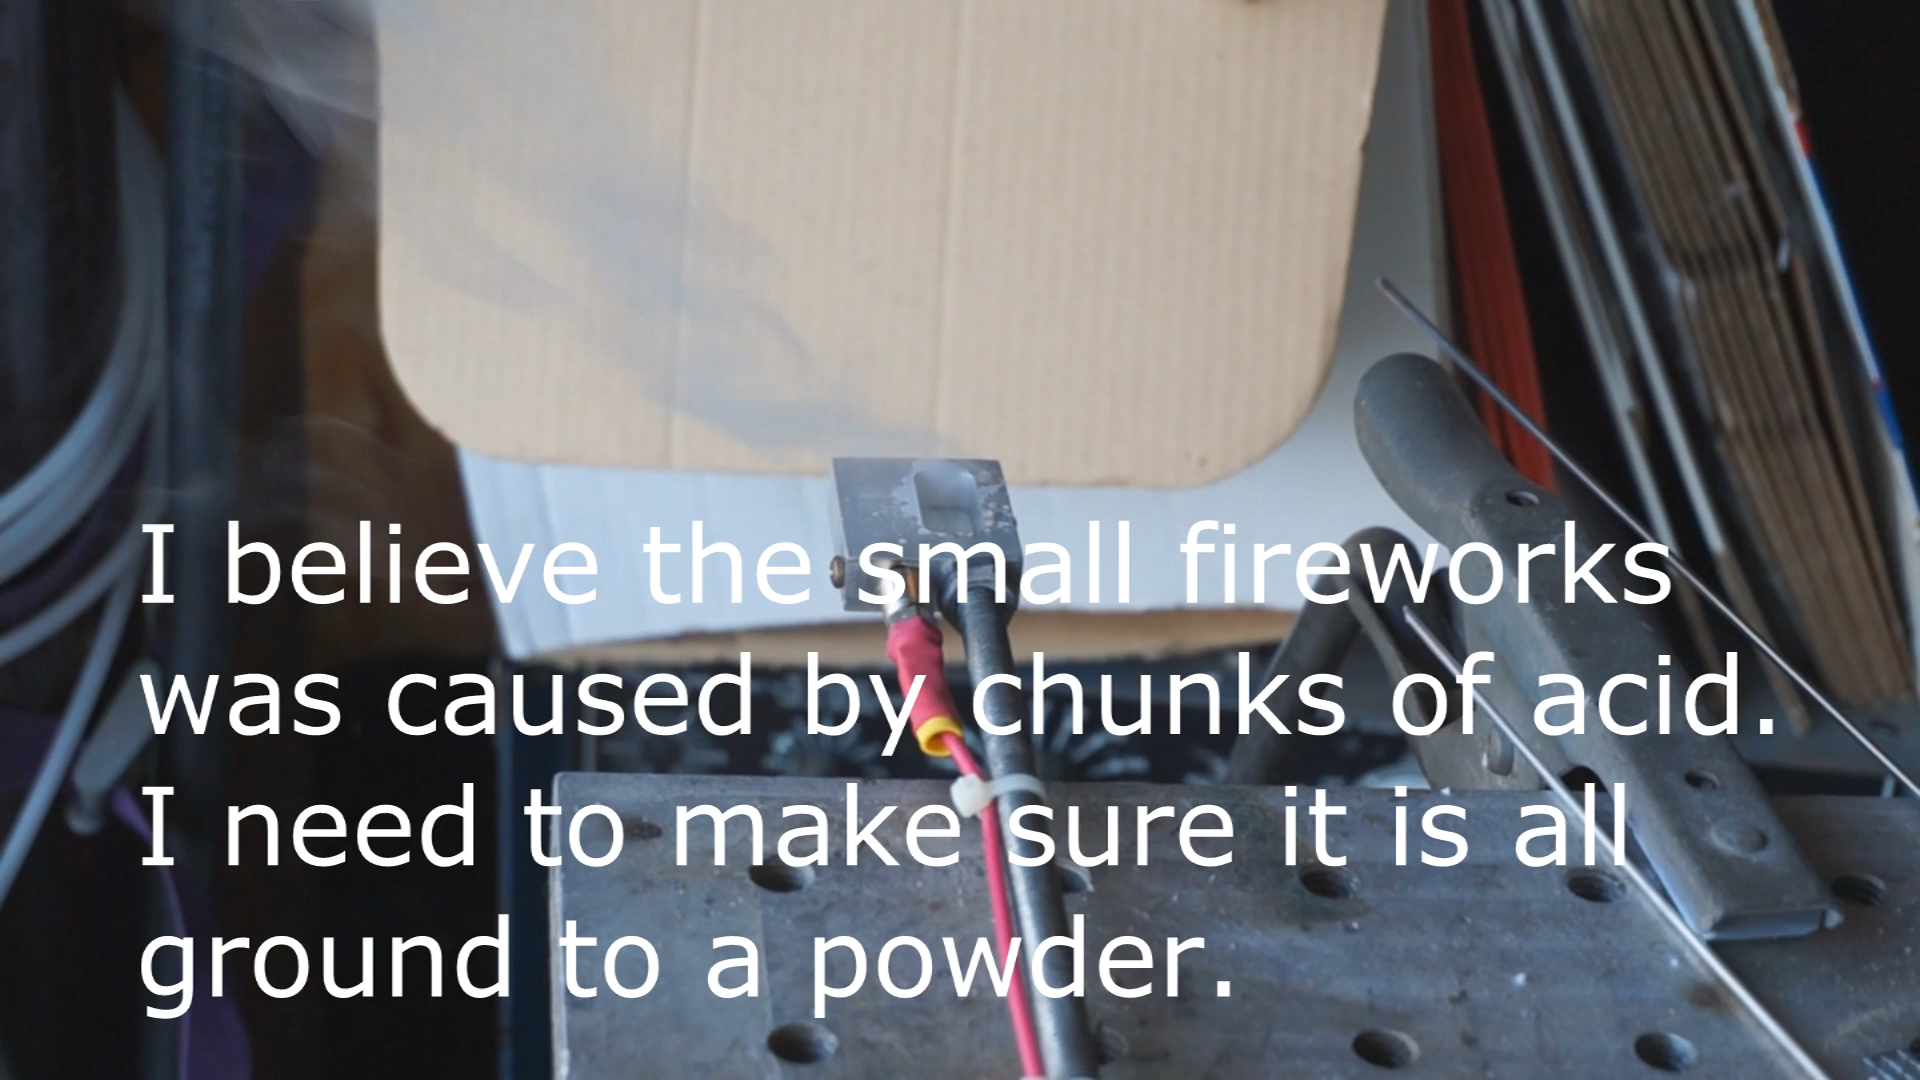 I believe the small fireworks
was caused by chunks of acid.
I need to make sure it is all
ground to a powder.